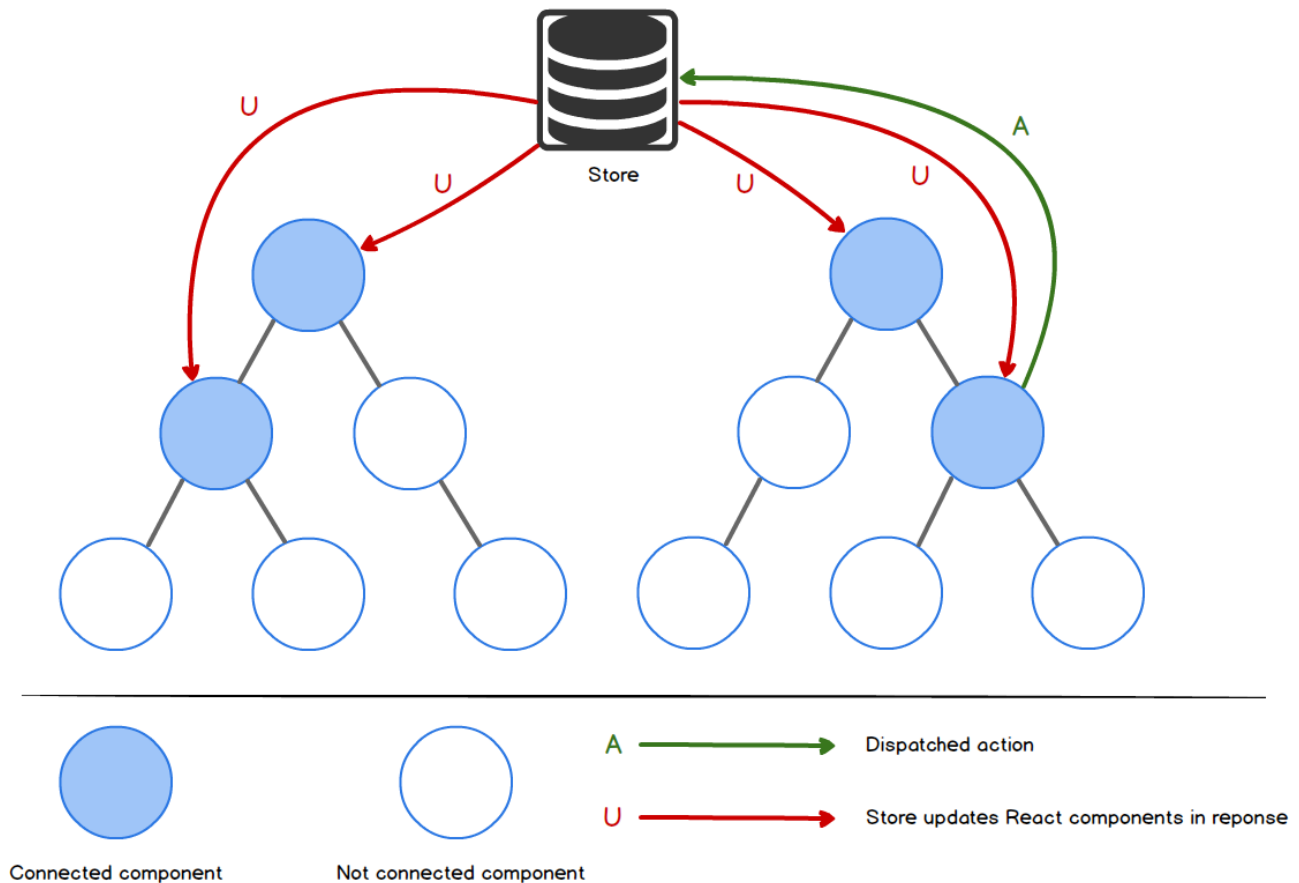 U
A
U
U
U
Store
A
Dispatched action
U
Store updates React components in reponse
Connected component
Not connected component